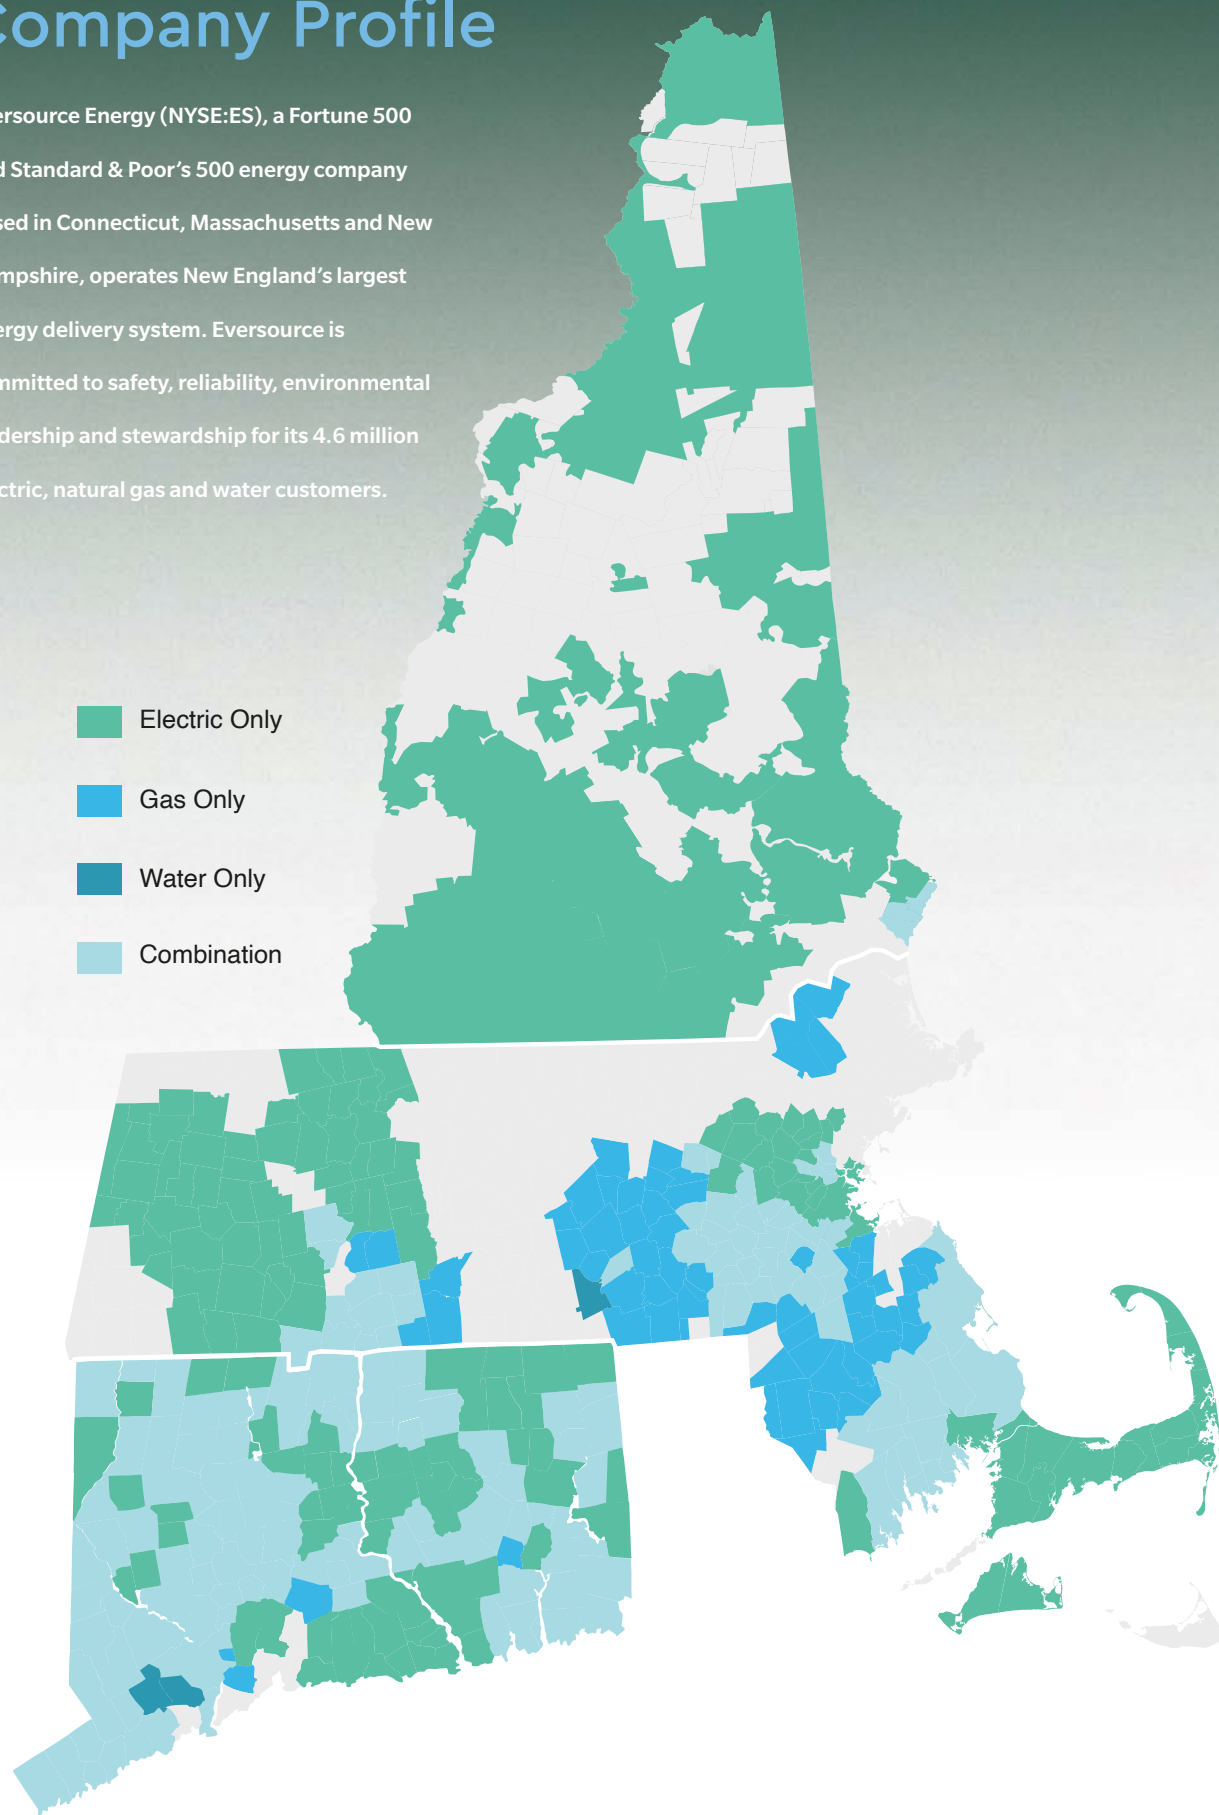 Company Profile
ersource Energy (NYSE:ES), a Fortune 500
d Standard & Poor's 500 energy company
sed in Connecticut, Massachusetts and New
mpshire, operates New England's largest
ergy delivery system. Eversource is
mmitted to safety, reliability, environmental
dership and stewardship for its 4.6 million
ctric, natural gas and water customers.
Electric Only
Gas Only
Water Only
Combination